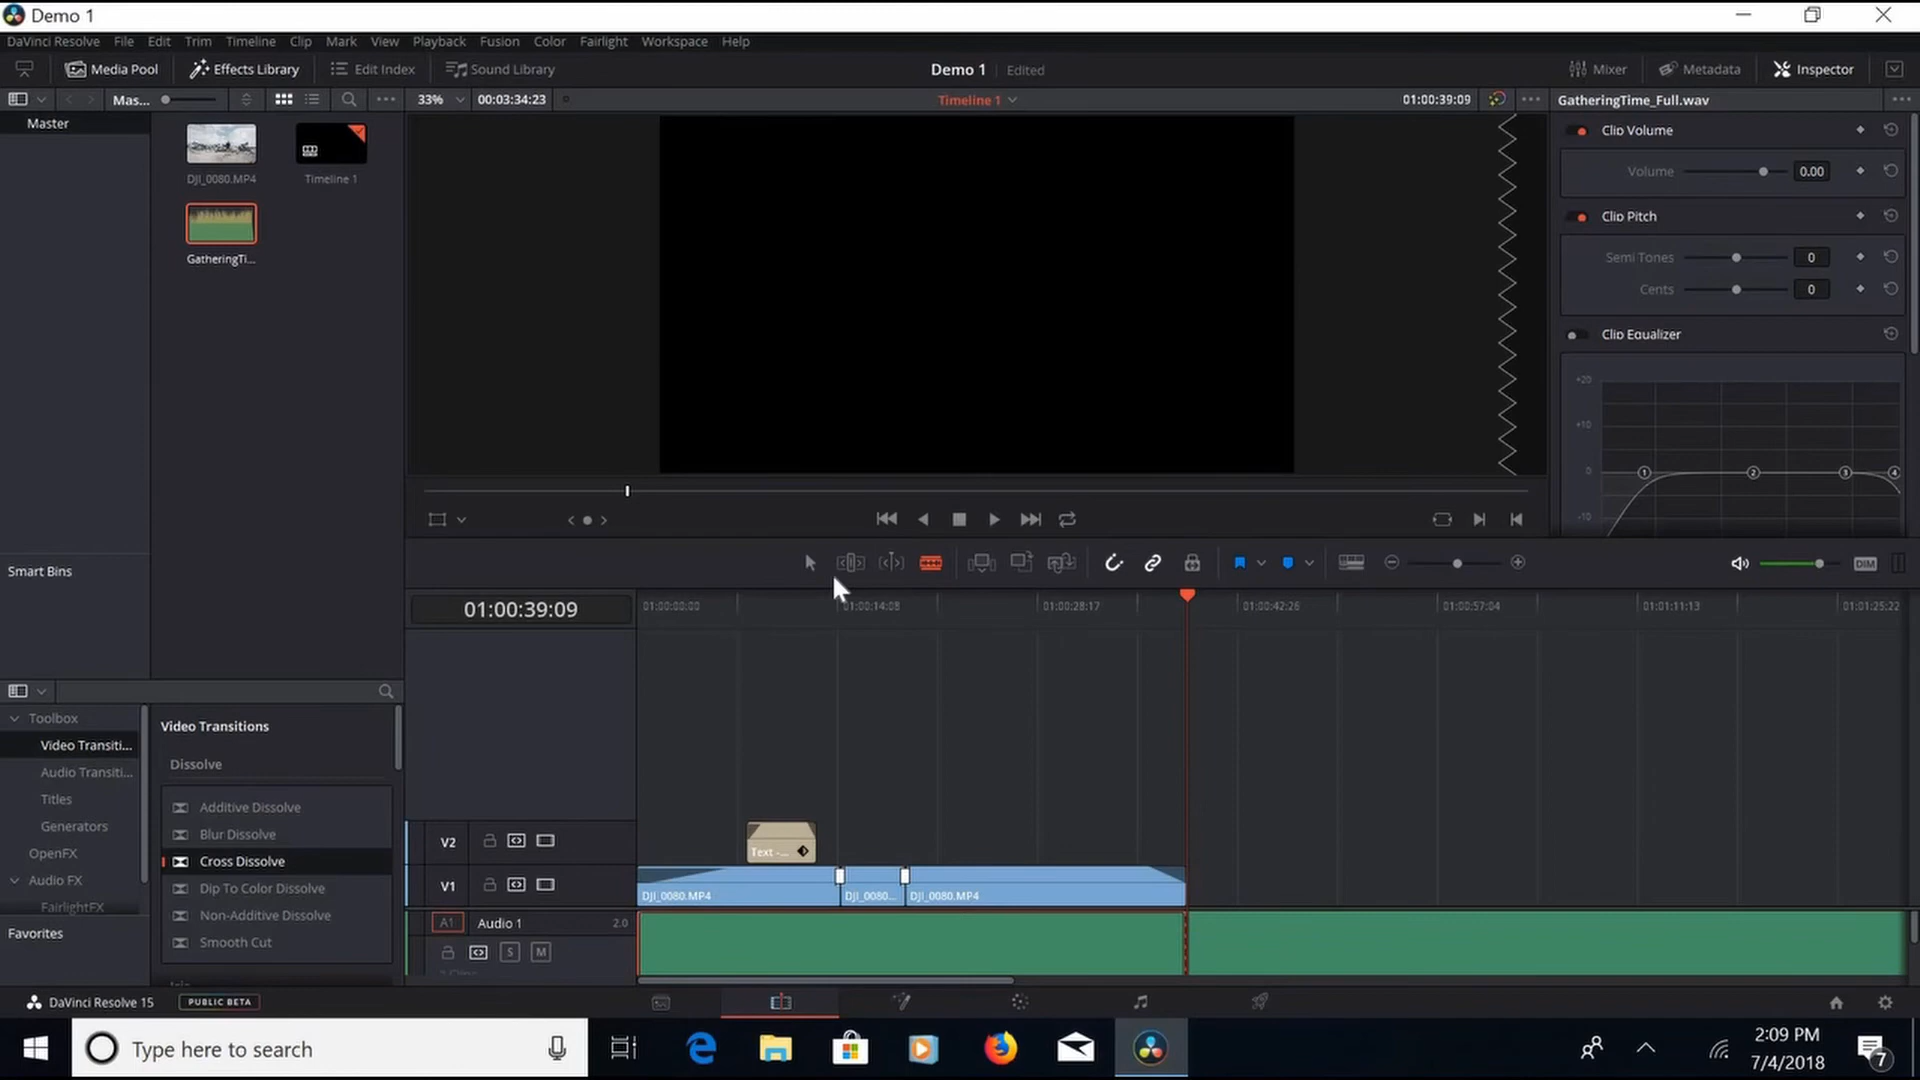 Demo 1
DaVinci Resolve File Edit Trim Timeline Clip Mark View Playback Fusion Color Fairlight Workspace Help
Media Pool Effects Library Edit Index Sound Library Demo 1 Edited Mixer Metadata Inspector
Mas... 33% 00:03:34:23 Timeline 1 01:00:39:09 GatheringTime_Full.wav
Master
Clip Volume
Volume 0.00
DJI_0080.MP4 Timeline 1
Clip Pitch
Semi Tones 0
GatheringTi...
Cents 0
Clip Equalizer
+20
+10
0 1 2 3 4
-10
Smart Bins
DIM
01:00:39:09 01:00:00:00 01:00:14:08 01:00:28:17 01:00:42:26 01:00:57:04 01:01:11:13 01:01:25:22
Toolbox
Video Transiti...
Audio Transiti...
Titles
Generators
OpenFX
Audio FX
FairlightFX
Favorites
Video Transitions
Dissolve
Additive Dissolve
Blur Dissolve
Cross Dissolve
Dip To Color Dissolve
Non-Additive Dissolve
Smooth Cut
V2
Text -...
V1
DJI_0080.MP4 DJI_0080... DJI_0080.MP4
A1 Audio 1 2.0
S M
DaVinci Resolve 15 PUBLIC BETA
Type here to search
2:09 PM
7/4/2018
7